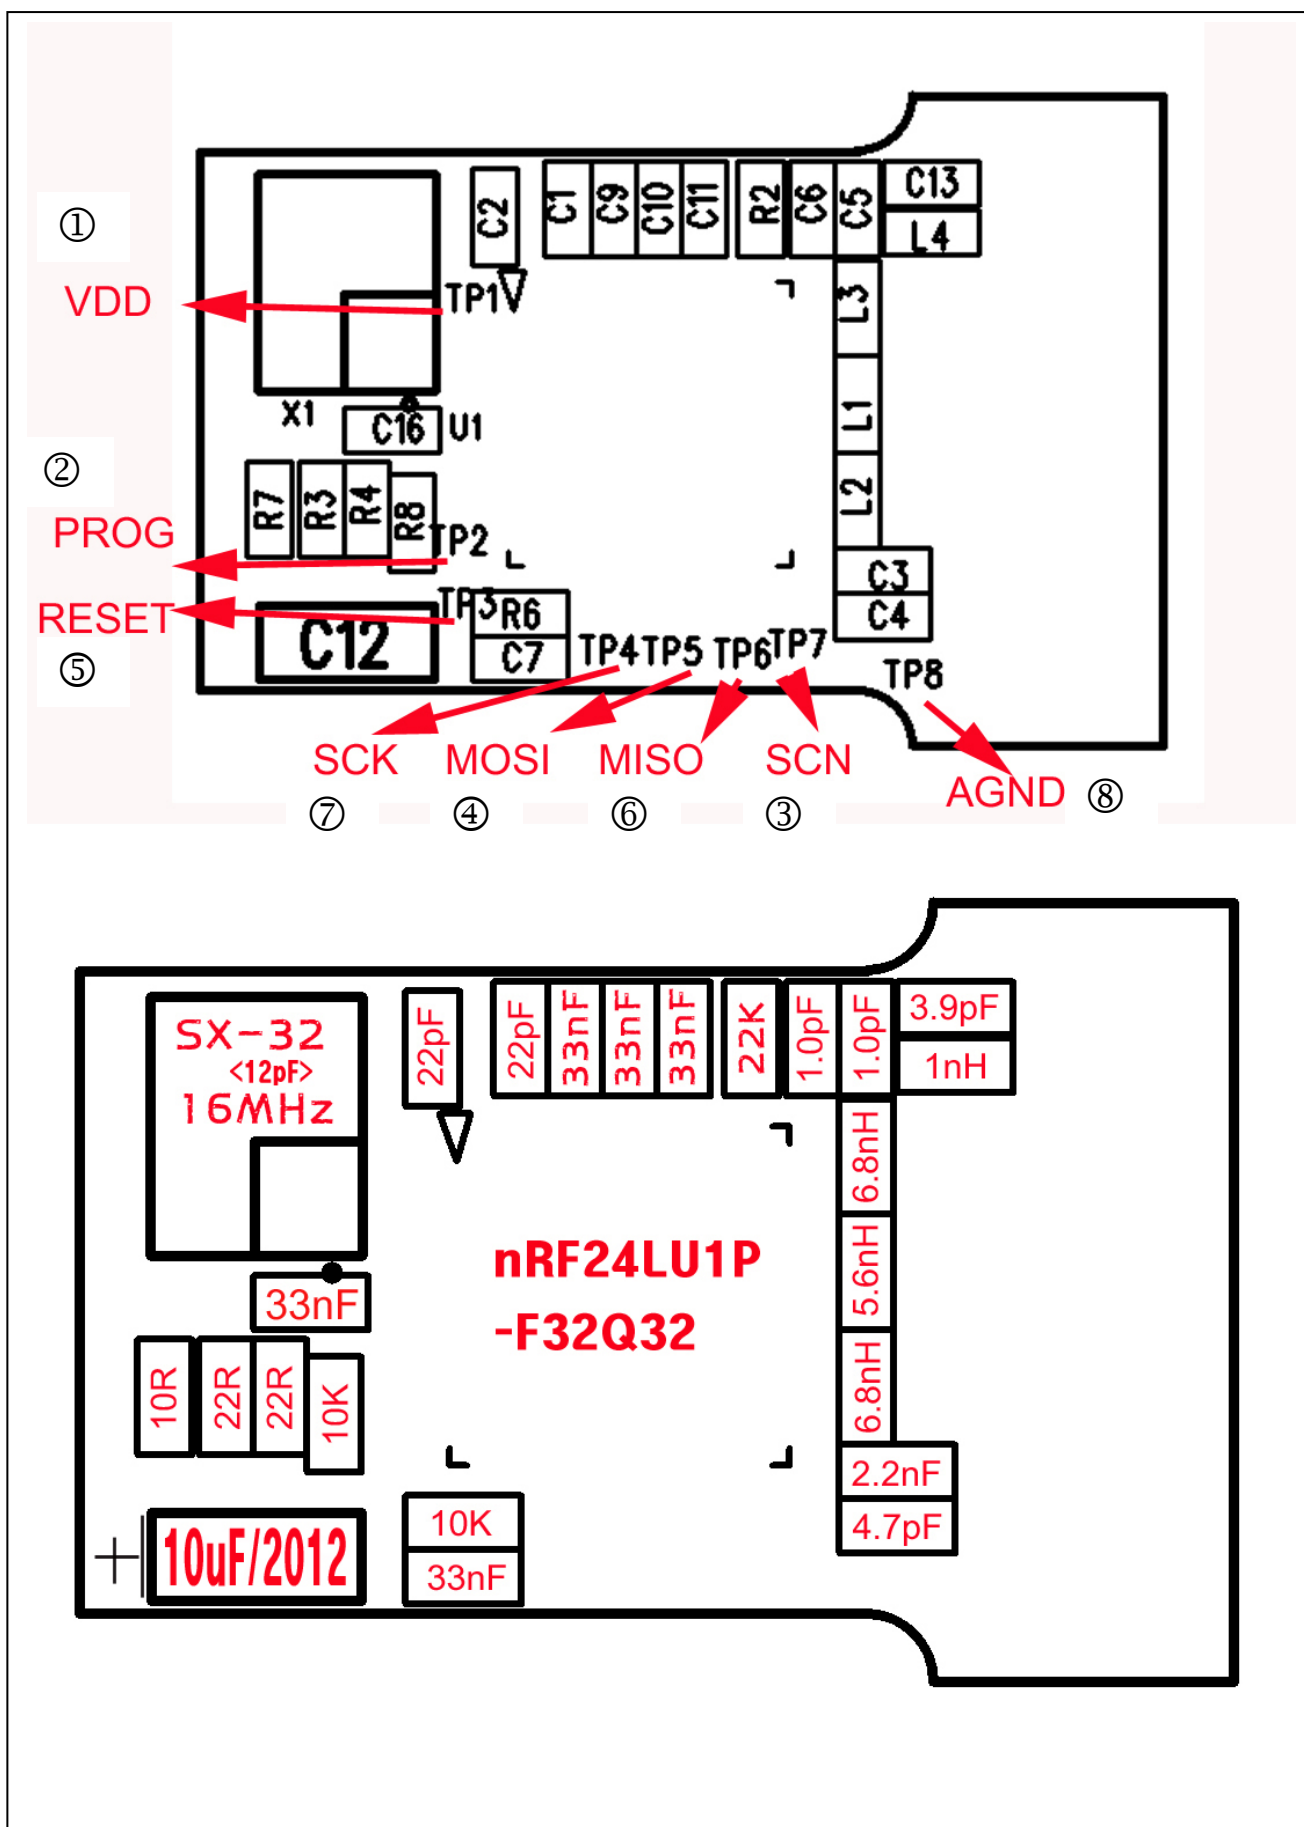 C13
L4
C2
C1
C9
C10
C11
R2
C6
C5
①
VDD
TP1
L3
X1
C16
U1
L1
②
PROG
R7
R3
R4
R8
TP2
L2
RESET
⑤
TP3
C12
R6
C7
C3
C4
TP4 TP5 TP6 TP7
TP8
SCK MOSI MISO SCN
AGND ⑧
⑦ ④ ⑥ ③
SX-32
<12pF>
16MHz
22pF
22pF
33nF
33nF
33nF
22K
1.0pF
1.0pF
3.9pF
1nH
6.8nH
nRF24LU1P
-F32Q32
5.6nH
33nF
10R
22R
22R
10K
6.8nH
2.2nF
4.7pF
10uF/2012
10K
33nF